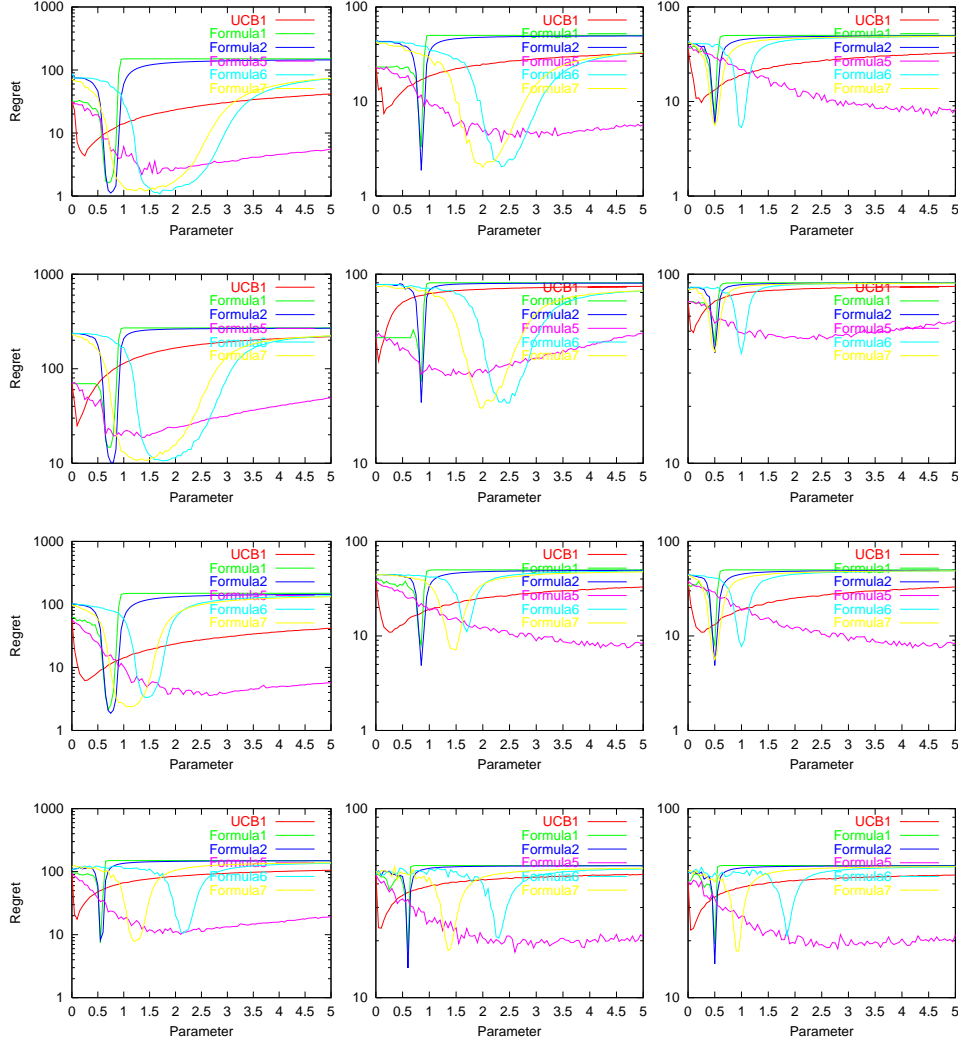 1000
100
10
1
Regret
0 0.5 1 1.5 2 2.5 3 3.5 4 4.5 5
Parameter
UCB1
Formula1
Formula2
Formula5
Formula6
Formula7
100
10
1
0 0.5 1 1.5 2 2.5 3 3.5 4 4.5 5
Parameter
UCB1
Formula1
Formula2
Formula5
Formula6
Formula7
100
10
1
0 0.5 1 1.5 2 2.5 3 3.5 4 4.5 5
Parameter
UCB1
Formula1
Formula2
Formula5
Formula6
Formula7
1000
100
10
Regret
0 0.5 1 1.5 2 2.5 3 3.5 4 4.5 5
Parameter
UCB1
Formula1
Formula2
Formula5
Formula6
Formula7
100
10
0 0.5 1 1.5 2 2.5 3 3.5 4 4.5 5
Parameter
UCB1
Formula1
Formula2
Formula5
Formula6
Formula7
100
10
0 0.5 1 1.5 2 2.5 3 3.5 4 4.5 5
Parameter
UCB1
Formula1
Formula2
Formula5
Formula6
Formula7
1000
100
10
1
Regret
0 0.5 1 1.5 2 2.5 3 3.5 4 4.5 5
Parameter
UCB1
Formula1
Formula2
Formula5
Formula6
Formula7
100
10
1
0 0.5 1 1.5 2 2.5 3 3.5 4 4.5 5
Parameter
UCB1
Formula1
Formula2
Formula5
Formula6
Formula7
100
10
1
0 0.5 1 1.5 2 2.5 3 3.5 4 4.5 5
Parameter
UCB1
Formula1
Formula2
Formula5
Formula6
Formula7
1000
100
10
1
Regret
0 0.5 1 1.5 2 2.5 3 3.5 4 4.5 5
Parameter
UCB1
Formula1
Formula2
Formula5
Formula6
Formula7
100
10
0 0.5 1 1.5 2 2.5 3 3.5 4 4.5 5
Parameter
UCB1
Formula1
Formula2
Formula5
Formula6
Formula7
100
10
0 0.5 1 1.5 2 2.5 3 3.5 4 4.5 5
Parameter
UCB1
Formula1
Formula2
Formula5
Formula6
Formula7